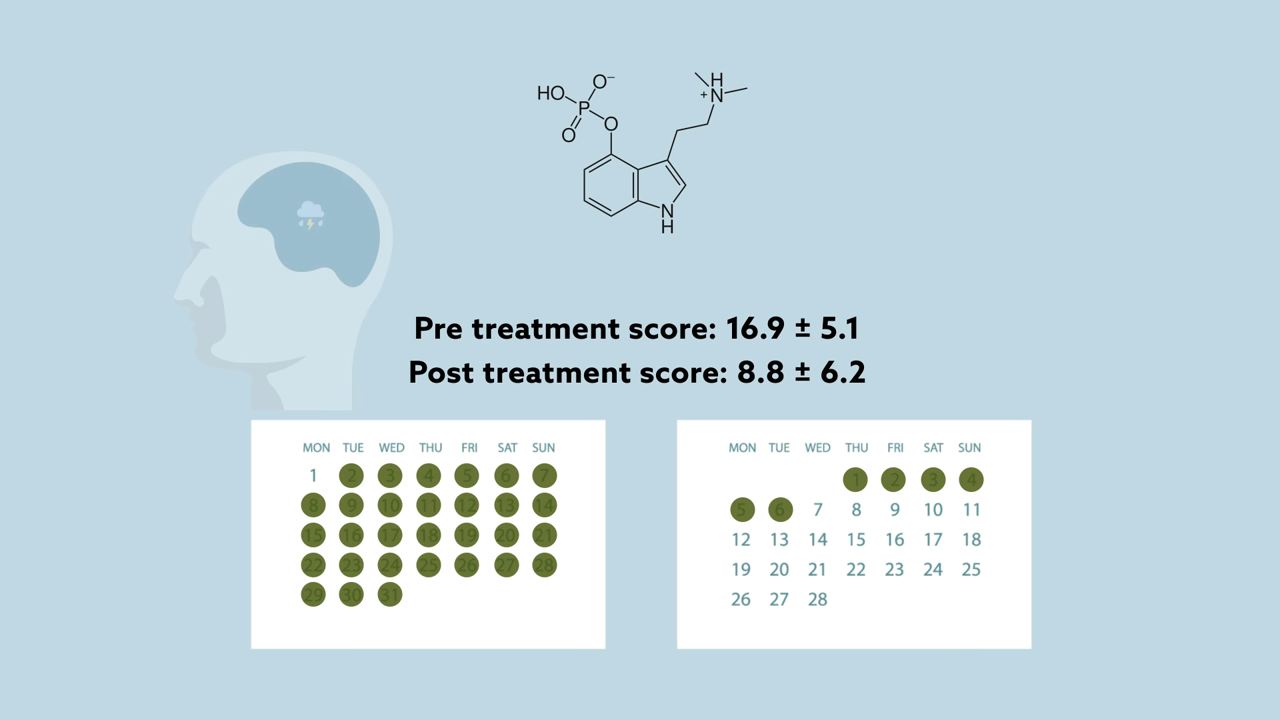 O⁻
HO
P
O
O
H
+N
N
H
Pre treatment score: 16.9 ± 5.1
Post treatment score: 8.8 ± 6.2
MON TUE WED THU FRI SAT SUN
1 2 3 4 5 6 7
8 9 10 11 12 13 14
15 16 17 18 19 20 21
22 23 24 25 26 27 28
29 30 31
MON TUE WED THU FRI SAT SUN
1 2 3 4
5 6 7 8 9 10 11
12 13 14 15 16 17 18
19 20 21 22 23 24 25
26 27 28